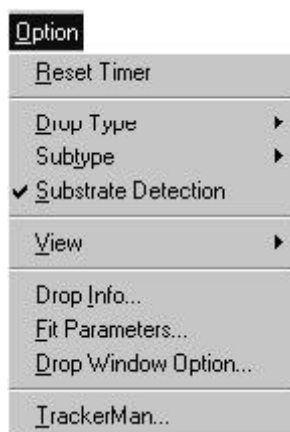 Option
Reset Timer
Drop Type
Subtype
Substrate Detection
View
Drop Info...
Fit Parameters...
Drop Window Option...
TrackerMan...